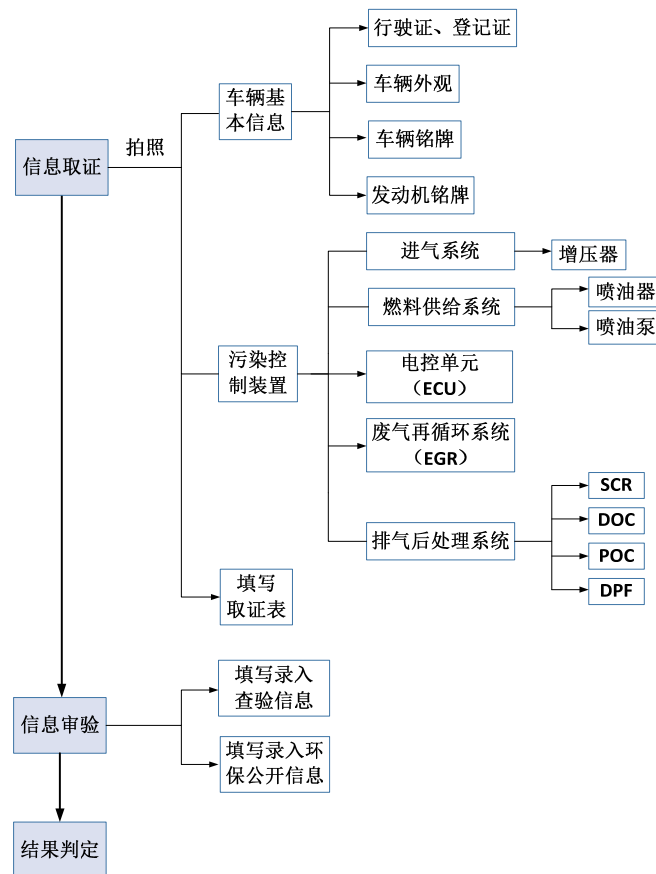 行驶证、登记证
车辆基
本信息
车辆外观
车辆铭牌
发动机铭牌
拍照
信息取证
进气系统
增压器
燃料供给系统
喷油器
喷油泵
污染控
制装置
电控单元
（ECU）
废气再循环系统
（EGR）
排气后处理系统
SCR
DOC
POC
DPF
填写
取证表
填写录入
查验信息
信息审验
填写录入环
保公开信息
结果判定